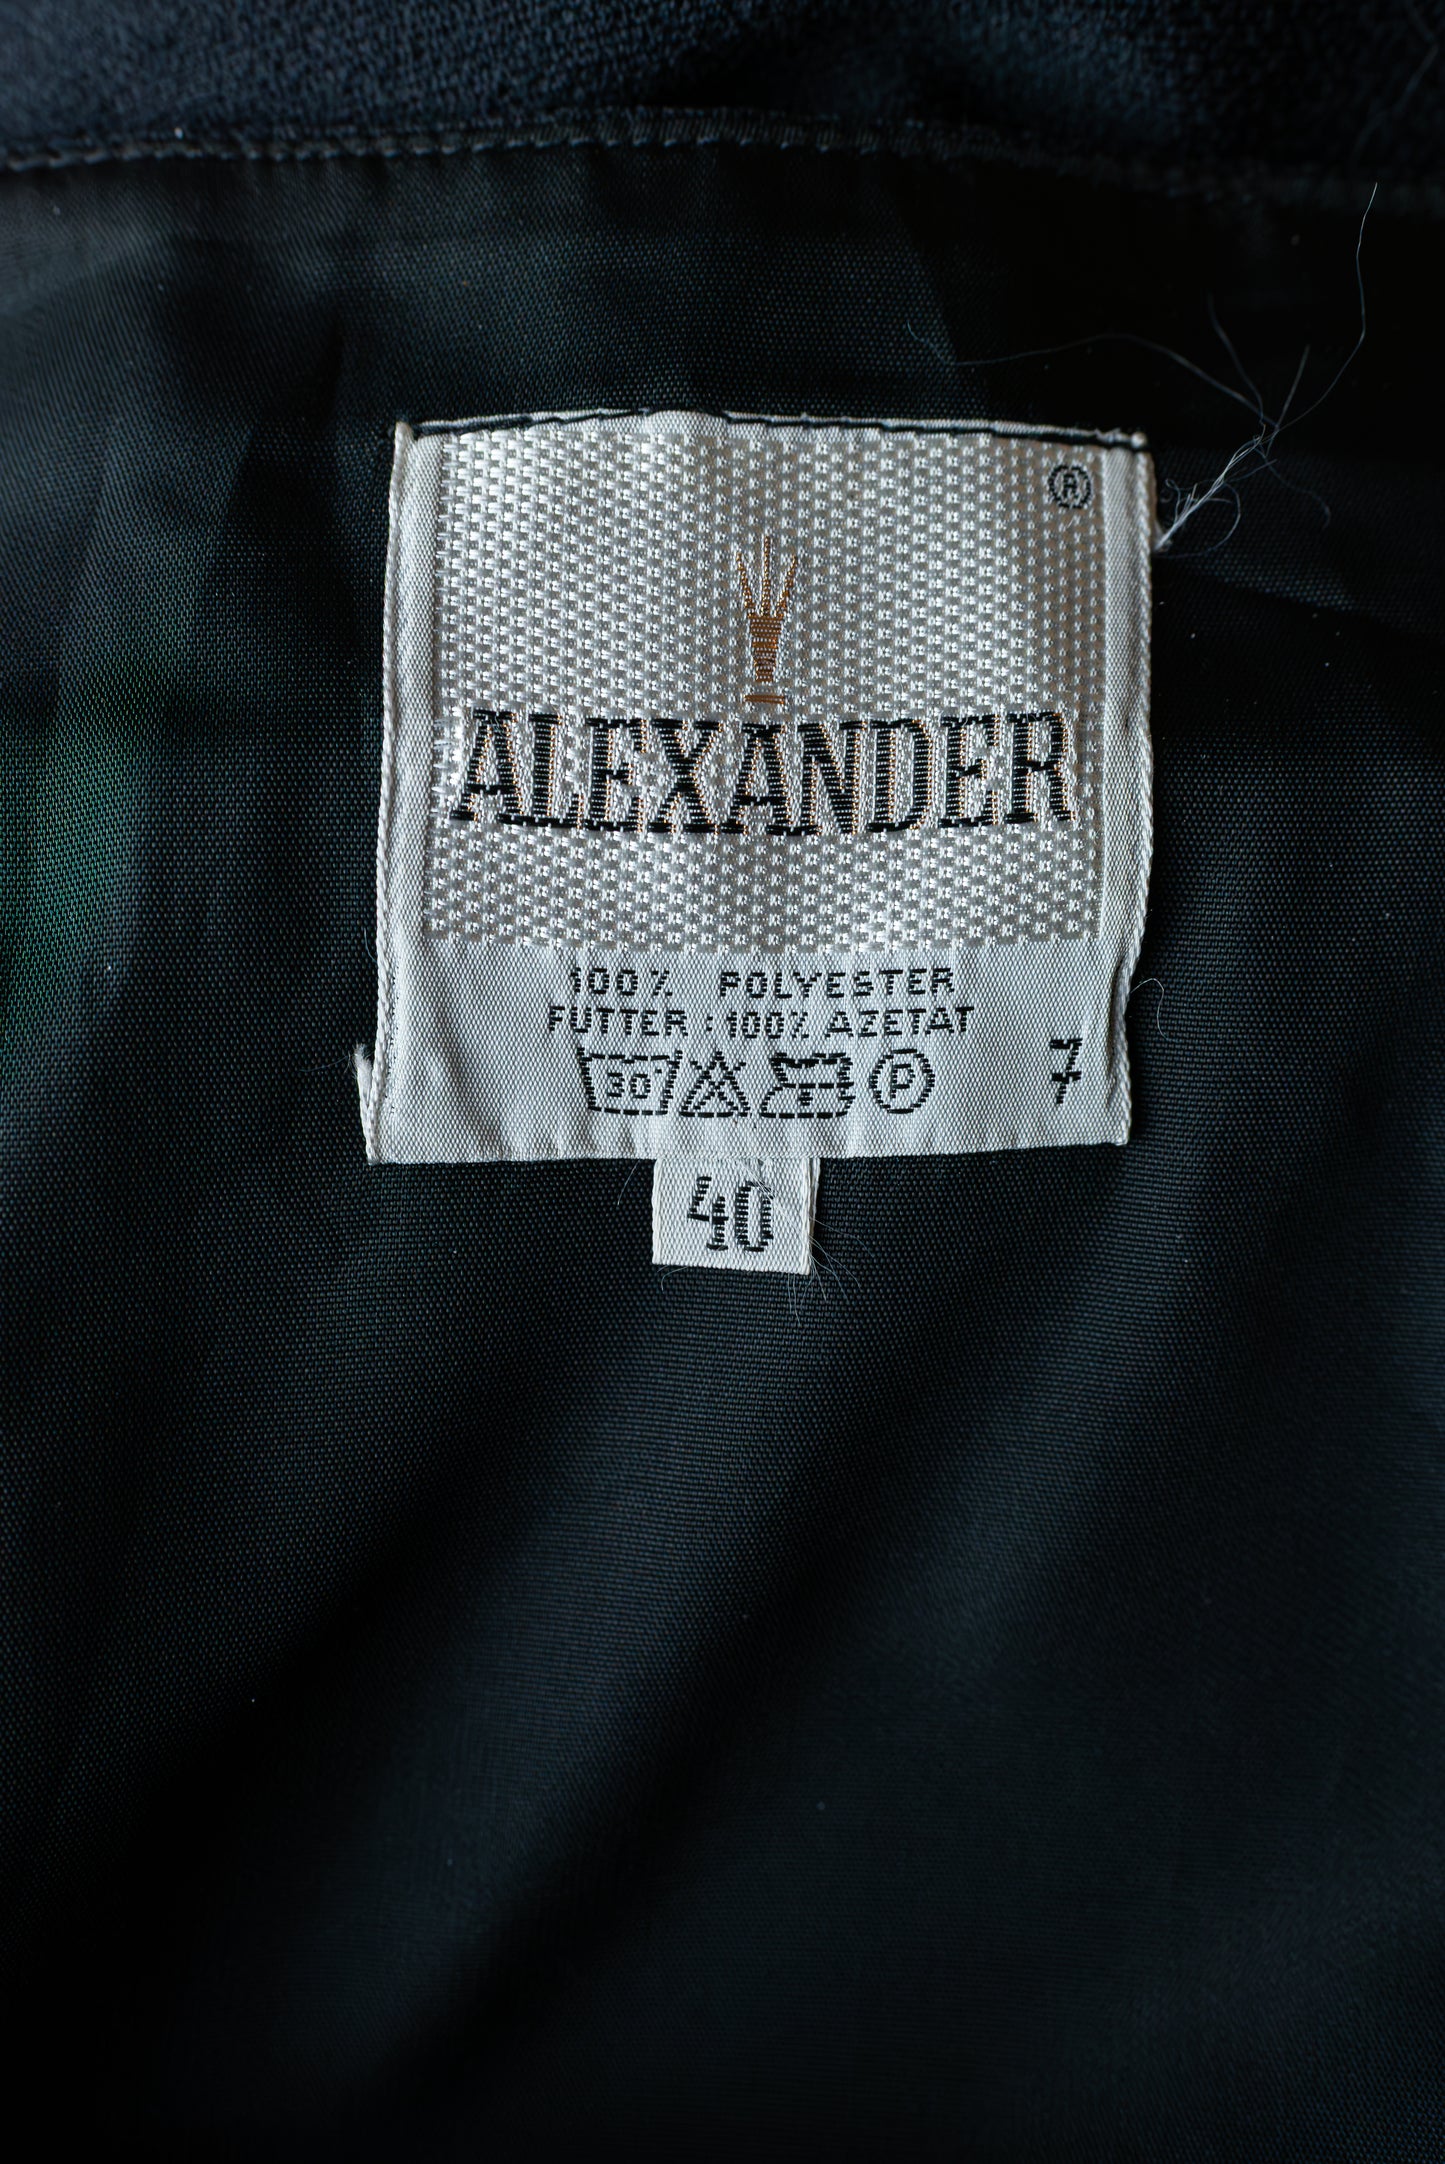 ®
ALEXANDER
100% POLYESTER
FUTTER : 100% AZETAT
30° P 7
40